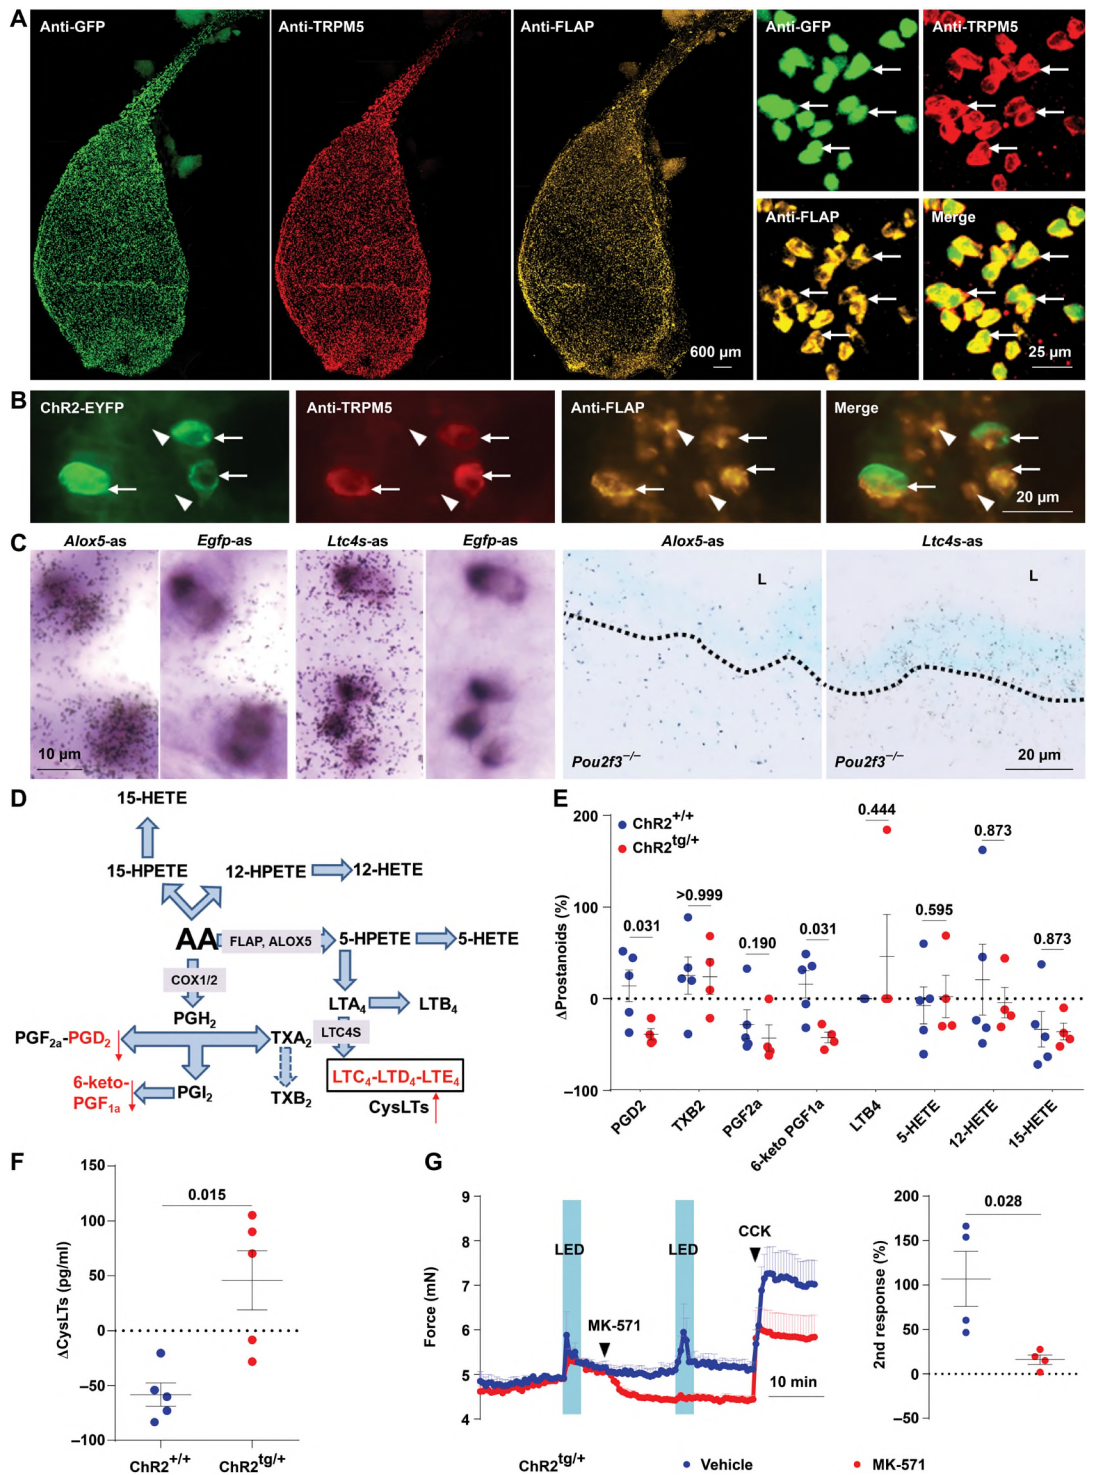 A
Anti-GFP
Anti-TRPM5
Anti-FLAP
600 µm
Anti-GFP
Anti-TRPM5
Anti-FLAP
Merge
25 µm
B
ChR2-EYFP
Anti-TRPM5
Anti-FLAP
Merge
20 µm
C
Alox5-as
Egfp-as
Ltc4s-as
Egfp-as
Alox5-as
Ltc4s-as
10 µm
L
Pou2f3–/–
L
Pou2f3–/–
20 µm
D
15-HETE
15-HPETE
12-HPETE
12-HETE
AA
FLAP, ALOX5
5-HPETE
5-HETE
COX1/2
LTA4
LTB4
PGH2
LTC4S
PGF2a-PGD2
TXA2
6-keto-
PGF1a
PGI2
TXB2
LTC4-LTD4-LTE4
CysLTs
E
ΔProstanoids (%)
200
100
0
–100
ChR2+/+
ChR2tg/+
0.031
>0.999
0.190
0.031
0.444
0.595
0.873
0.873
PGD2
TXB2
PGF2a
6-keto PGF1a
LTB4
5-HETE
12-HETE
15-HETE
F
ΔCysLTs (pg/ml)
150
100
50
0
–50
–100
0.015
ChR2+/+
ChR2tg/+
G
Force (mN)
9
8
7
6
5
4
LED
MK-571
LED
CCK
10 min
2nd response (%)
200
150
100
50
0
–50
0.028
ChR2tg/+
Vehicle
MK-571